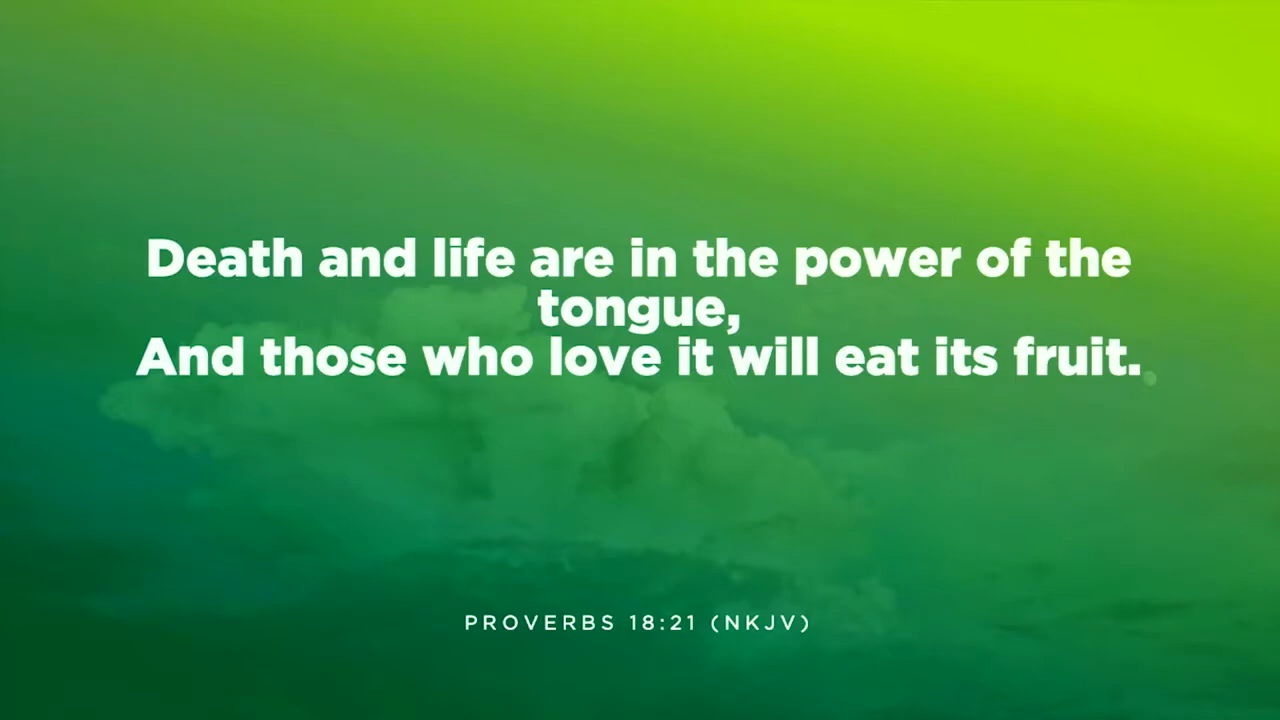 Death and life are in the power of the
tongue,
And those who love it will eat its fruit.
PROVERBS 18:21 (NKJV)